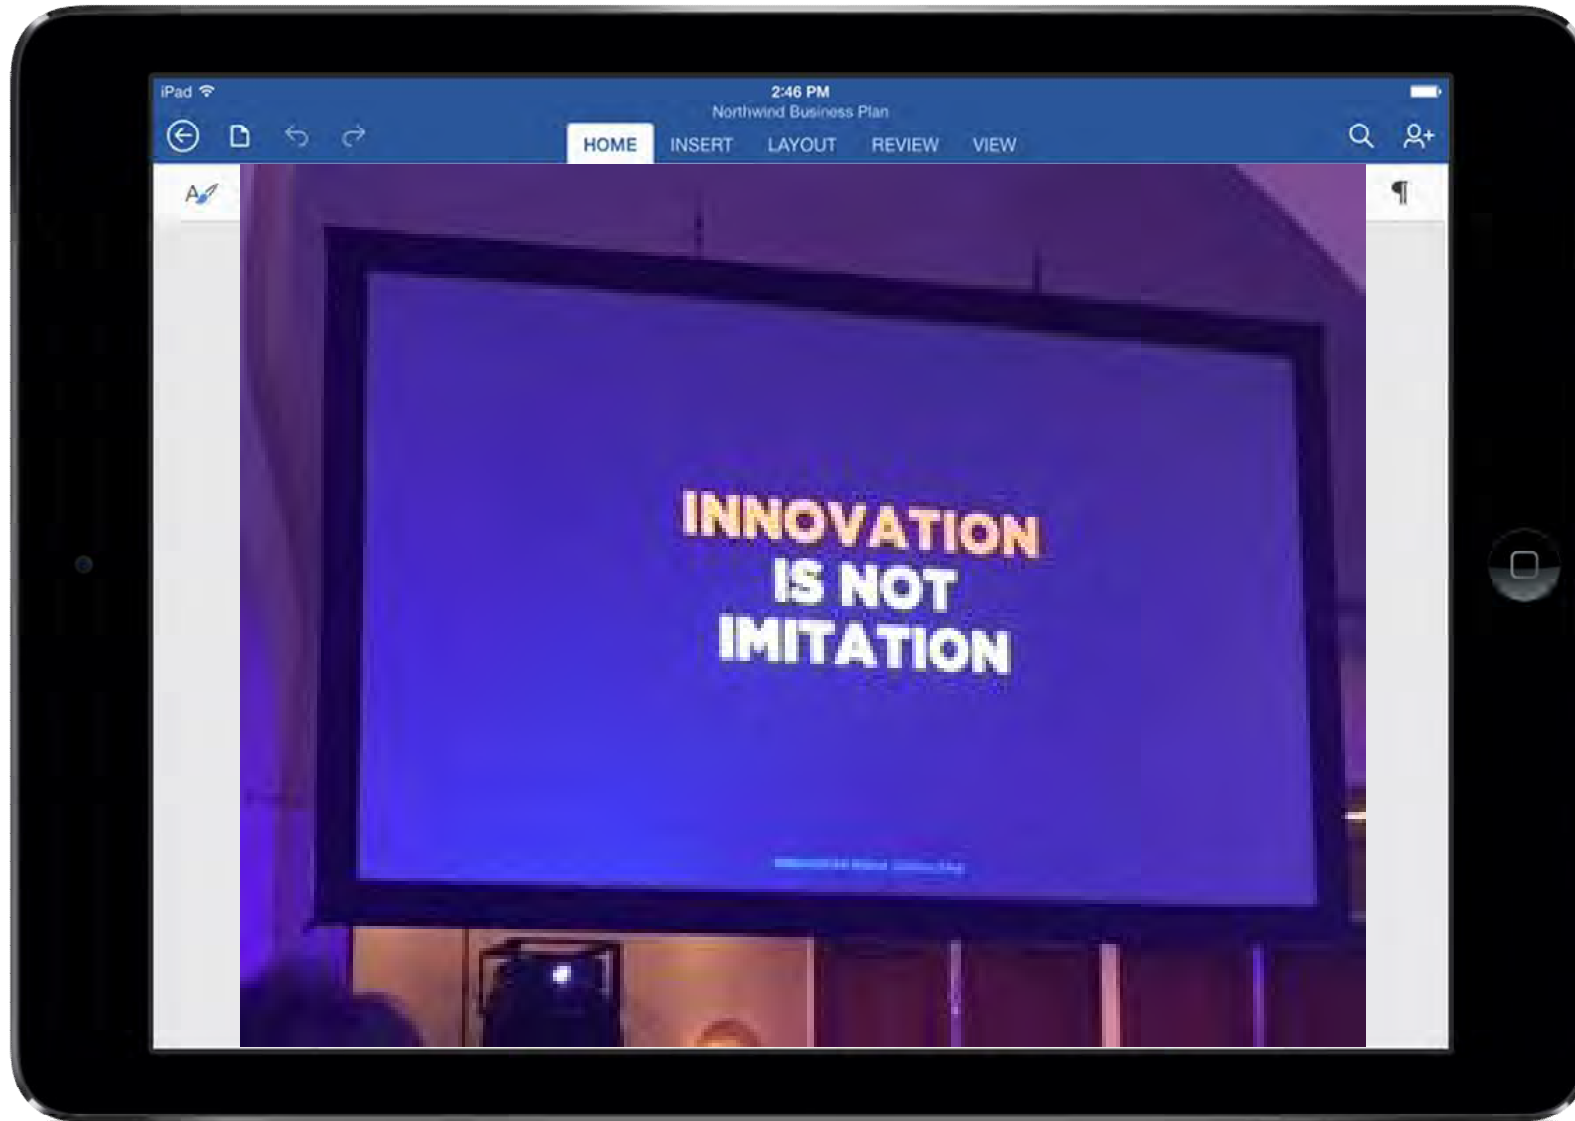 iPad
2:46 PM
Northwind Business Plan
HOME INSERT LAYOUT REVIEW VIEW
A
¶
INNOVATION
IS NOT
IMITATION